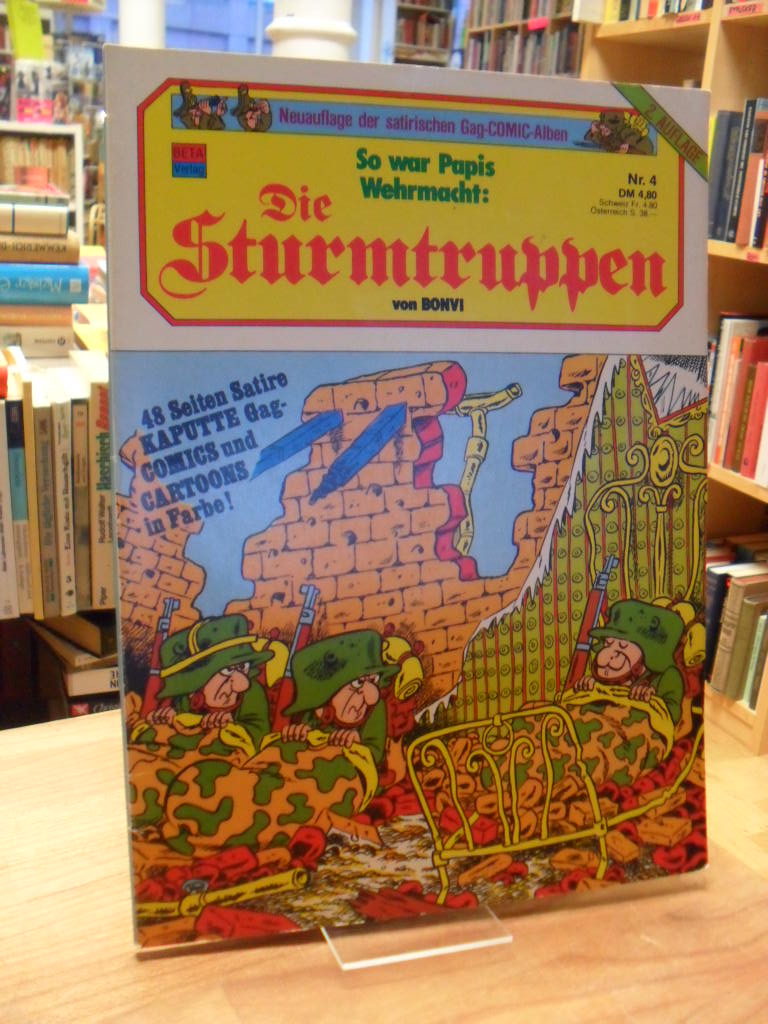 Neuauflage der satirischen Gag-COMIC-Alben
2. AUFLAGE
BETA
Verlag
So war Papis
Wehrmacht:
Nr. 4
DM 4,80
Schweiz Fr. 4.80
Österreich S. 38.—
Die
Sturmtruppen
von BONVI
48 Seiten Satire
KAPUTTE Gag-
COMICS und
CARTOONS
in Farbe!